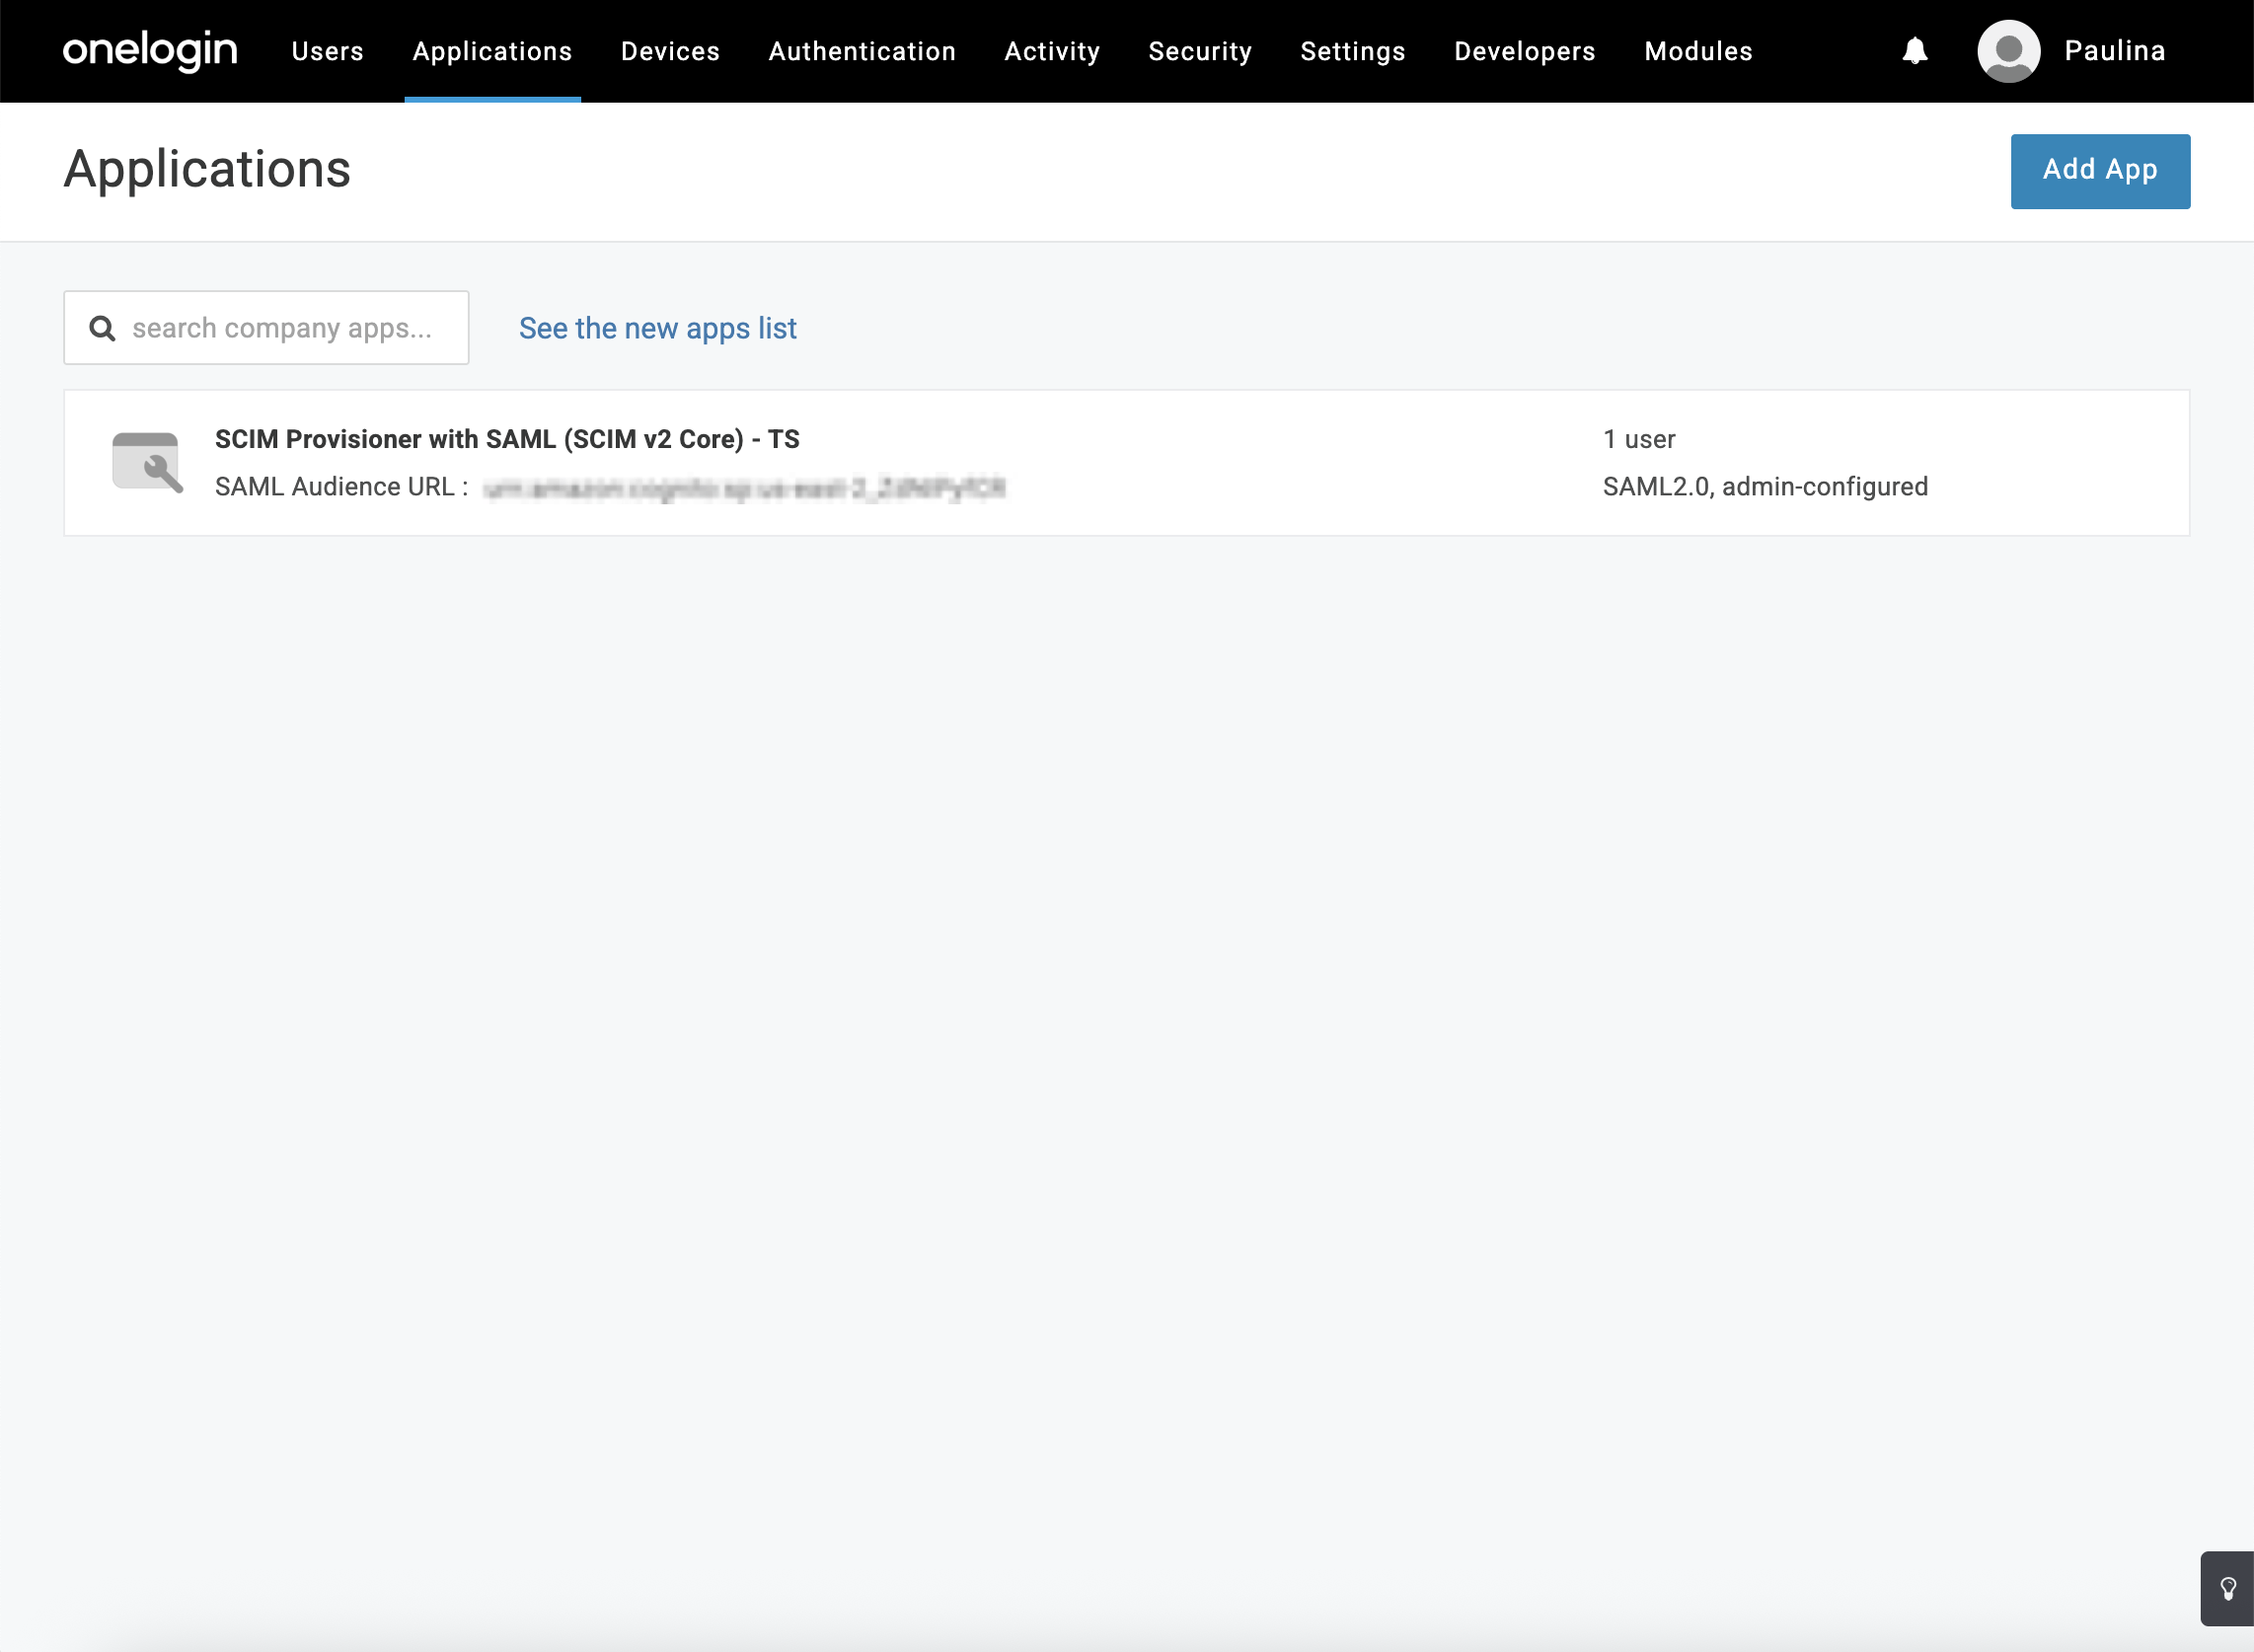 onelogin Users Applications Devices Authentication Activity Security Settings Developers Modules Paulina
Applications
Add App
search company apps...
See the new apps list
SCIM Provisioner with SAML (SCIM v2 Core) - TS
1 user
SAML Audience URL :
SAML2.0, admin-configured